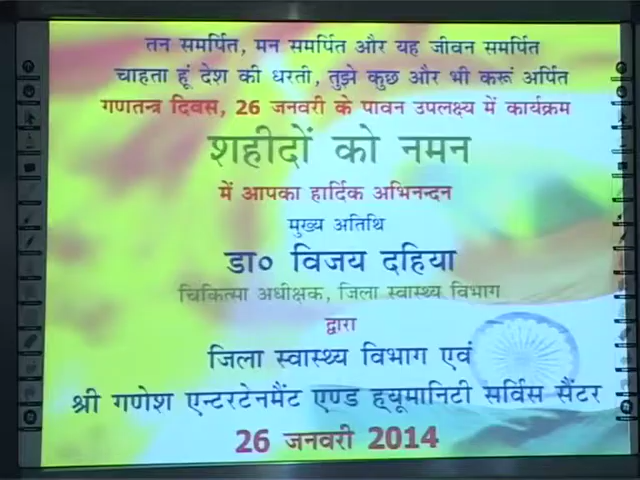 तन समर्पित, मन समर्पित और यह जीवन समर्पित
चाहता हूं देश की धरती, तुझे कुछ और भी करूं अर्पित
गणतन्त्र दिवस, 26 जनवरी के पावन उपलक्ष्य में कार्यक्रम
शहीदों को नमन
में आपका हार्दिक अभिनन्दन
मुख्य अतिथि
डा० विजय दहिया
चिकित्सा अधीक्षक, जिला स्वास्थ्य विभाग
द्वारा
जिला स्वास्थ्य विभाग एवं
श्री गणेश एन्टरटेनमैंट एण्ड ह्यूमानिटी सर्विस सैंटर
26 जनवरी 2014